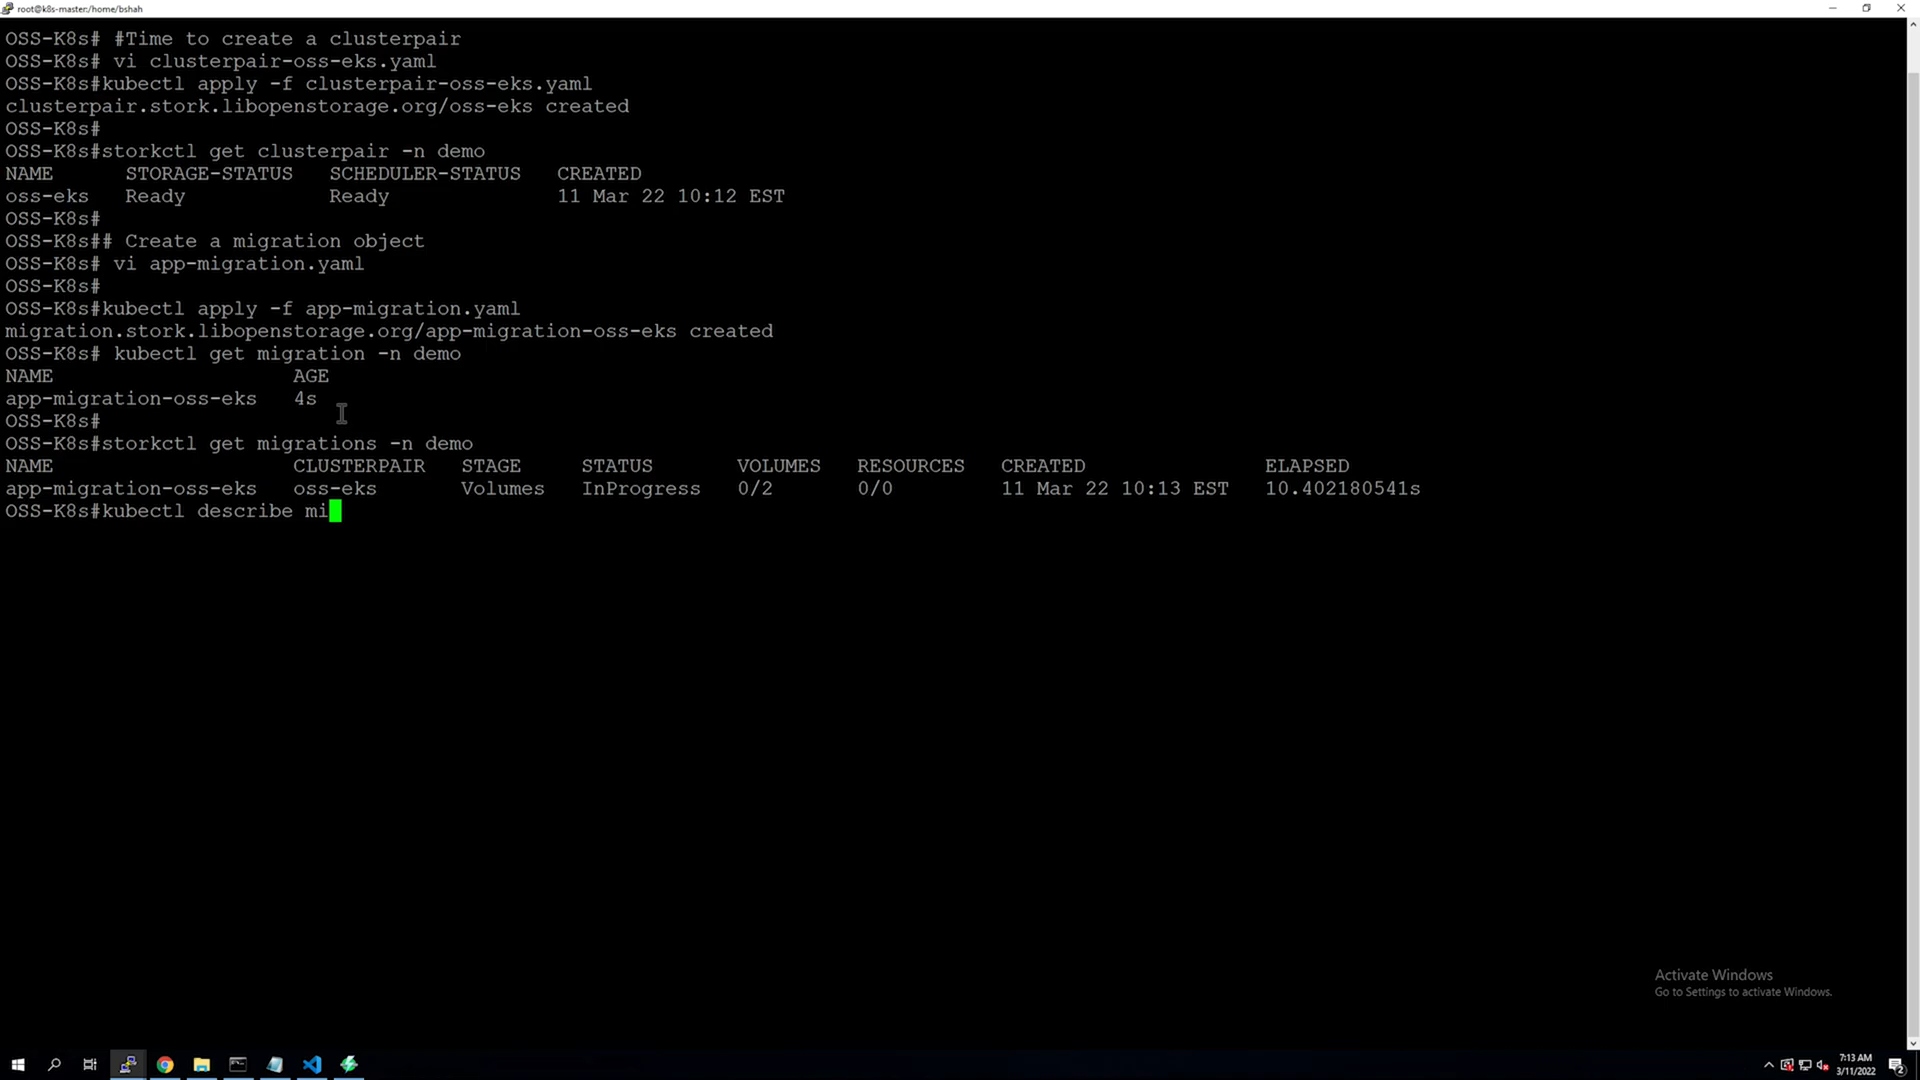 root@k8s-master:/home/bshah
OSS-K8s# #Time to create a clusterpair
OSS-K8s# vi clusterpair-oss-eks.yaml
OSS-K8s#kubectl apply -f clusterpair-oss-eks.yaml
clusterpair.stork.libopenstorage.org/oss-eks created
OSS-K8s#
OSS-K8s#storkctl get clusterpair -n demo
NAME STORAGE-STATUS SCHEDULER-STATUS CREATED
oss-eks Ready Ready 11 Mar 22 10:12 EST
OSS-K8s#
OSS-K8s## Create a migration object
OSS-K8s# vi app-migration.yaml
OSS-K8s#
OSS-K8s#kubectl apply -f app-migration.yaml
migration.stork.libopenstorage.org/app-migration-oss-eks created
OSS-K8s# kubectl get migration -n demo
NAME AGE
app-migration-oss-eks 4s
OSS-K8s#
OSS-K8s#storkctl get migrations -n demo
NAME CLUSTERPAIR STAGE STATUS VOLUMES RESOURCES CREATED ELAPSED
app-migration-oss-eks oss-eks Volumes InProgress 0/2 0/0 11 Mar 22 10:13 EST 10.402180541s
OSS-K8s#kubectl describe mi
Activate Windows
Go to Settings to activate Windows.
7:13 AM
3/11/2022
2